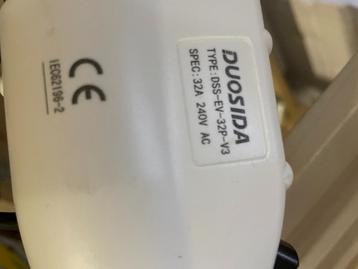 DUOSIDA
TYPE:DSS-EV-32P-V3
SPEC:32A 240V AC
CE
IEC62196-2